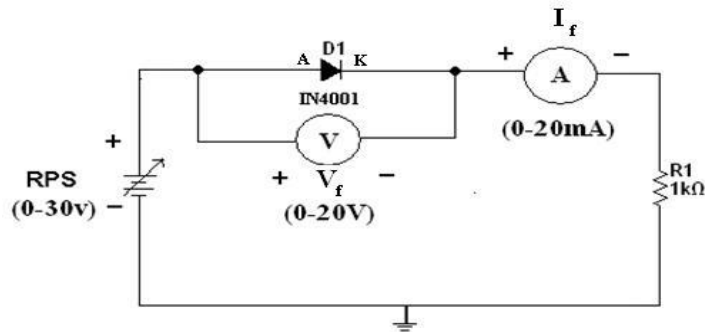 I f
D1
A K
+ A −
IN4001
(0-20mA)
V
+
+ V f −
RPS
−
(0-30v)
(0-20V)
R1
1kΩ